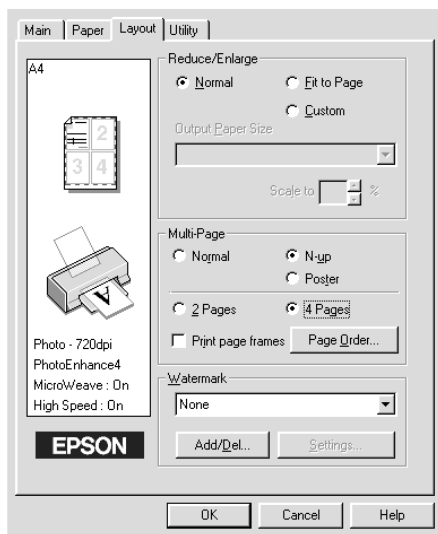 Main Paper Layout Utility
A4
2
3 4
Photo - 720dpi
PhotoEnhance4
MicroWeave : On
High Speed : On
EPSON
Reduce/Enlarge
Normal Fit to Page
Custom
Output Paper Size
Scale to %
Multi-Page
Normal N-up
Poster
2 Pages 4 Pages
Print page frames Page Order...
Watermark
None
Add/Del... Settings...
OK Cancel Help